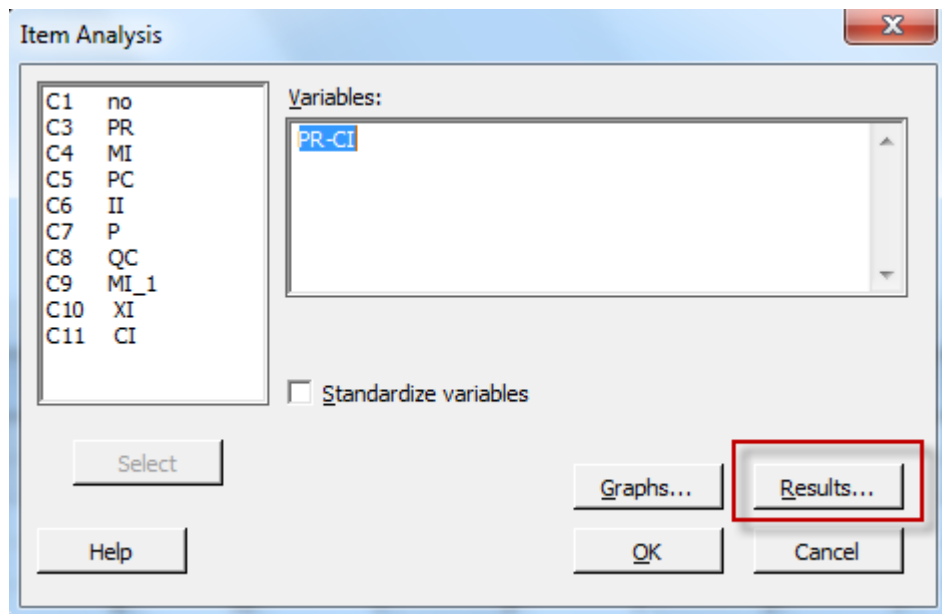 Item Analysis
C1 no
C3 PR
C4 MI
C5 PC
C6 II
C7 P
C8 QC
C9 MI_1
C10 XI
C11 CI
Variables:
PR-CI
Standardize variables
Select
Graphs...
Results...
Help
OK
Cancel